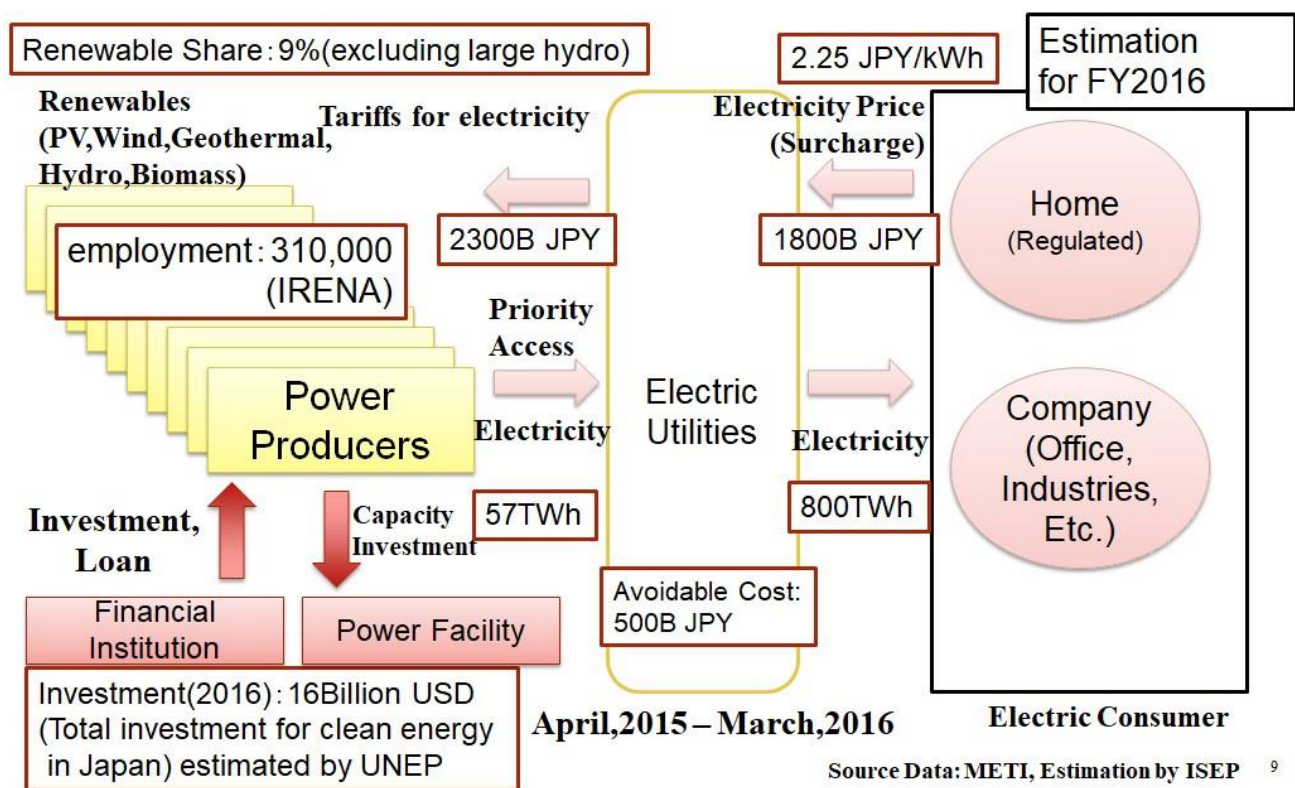 Renewable Share：9%(excluding large hydro)
2.25 JPY/kWh
Estimation
for FY2016
Renewables
(PV,Wind,Geothermal,
Hydro,Biomass)
Tariffs for electricity
Electricity Price
(Surcharge)
employment：310,000
(IRENA)
2300B JPY
1800B JPY
Home
(Regulated)
Priority
Access
Power
Producers
Electric
Utilities
Electricity
Electricity
Company
(Office,
Industries,
Etc.)
Investment,
Loan
Capacity
Investment
57TWh
800TWh
Financial
Institution
Power Facility
Avoidable Cost:
500B JPY
Investment(2016)：16Billion USD
(Total investment for clean energy
in Japan) estimated by UNEP
April,2015 – March,2016
Electric Consumer
Source Data: METI, Estimation by ISEP
9